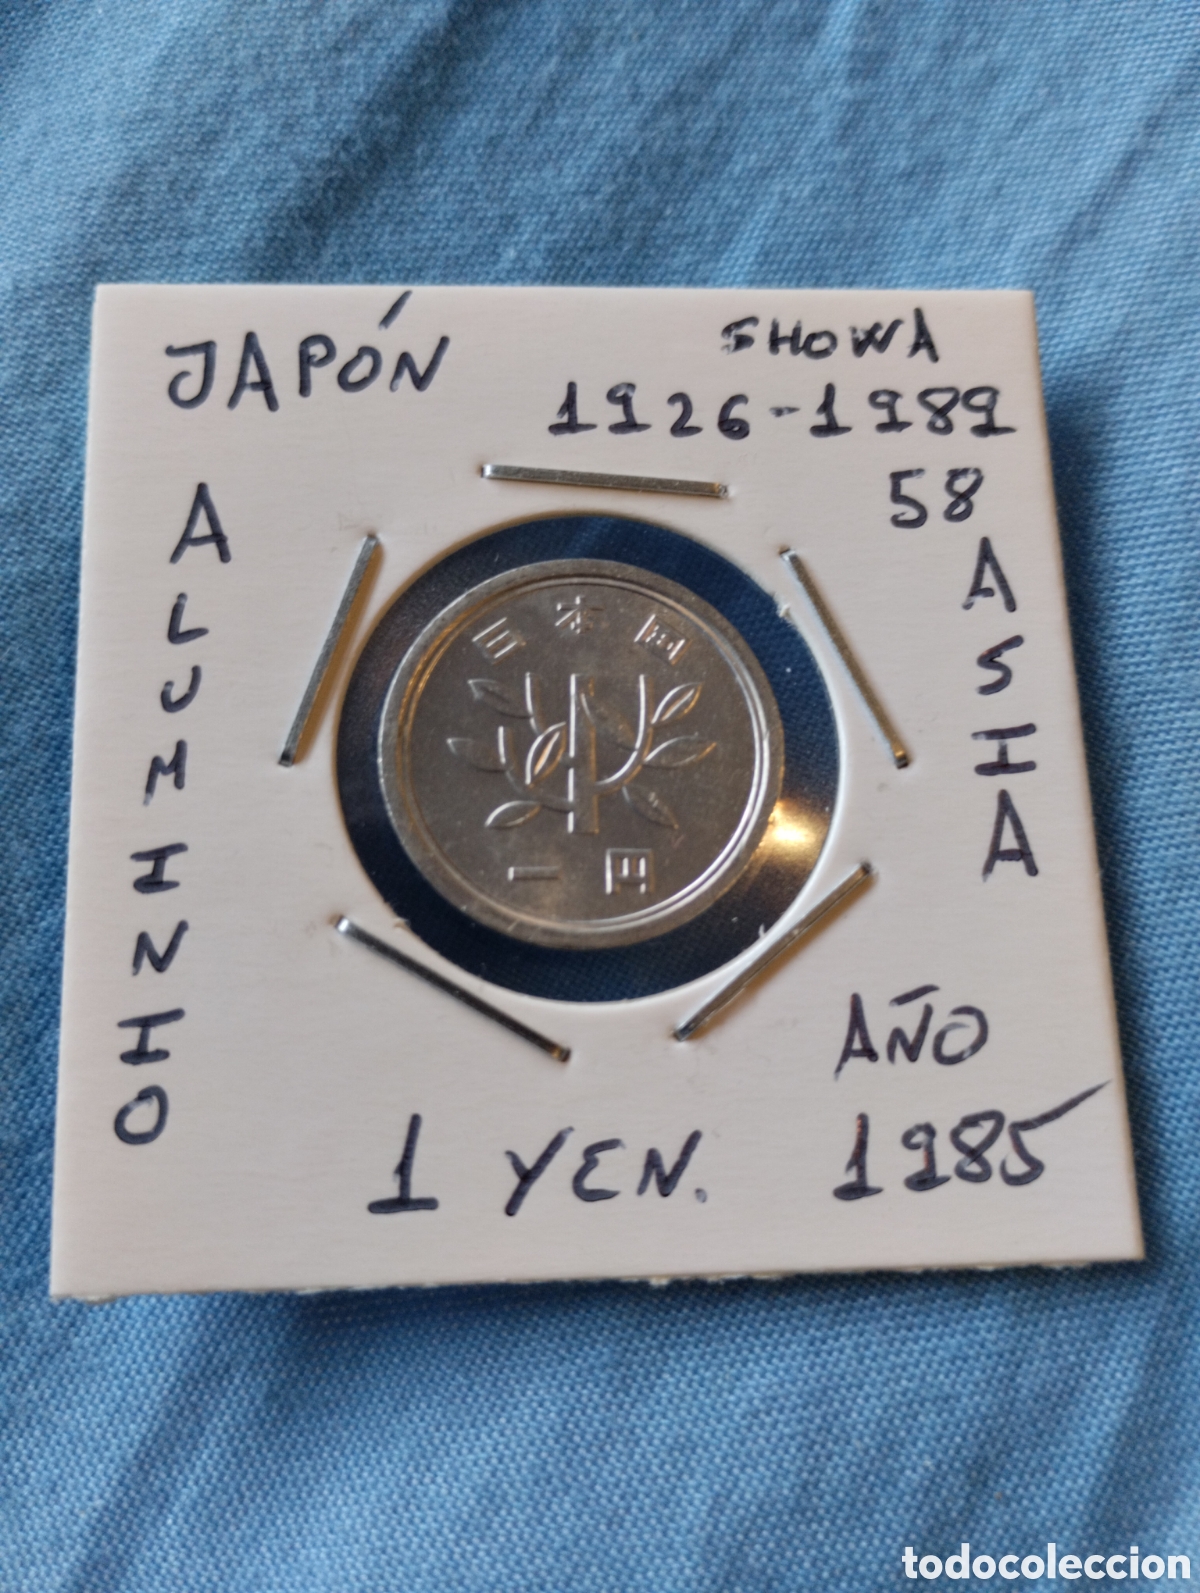 JAPÓN
SHOWA
1926-1989
58
ALUMINIO
ASIA
日本国
一円
AÑO
1 YEN. 1985
todocoleccion